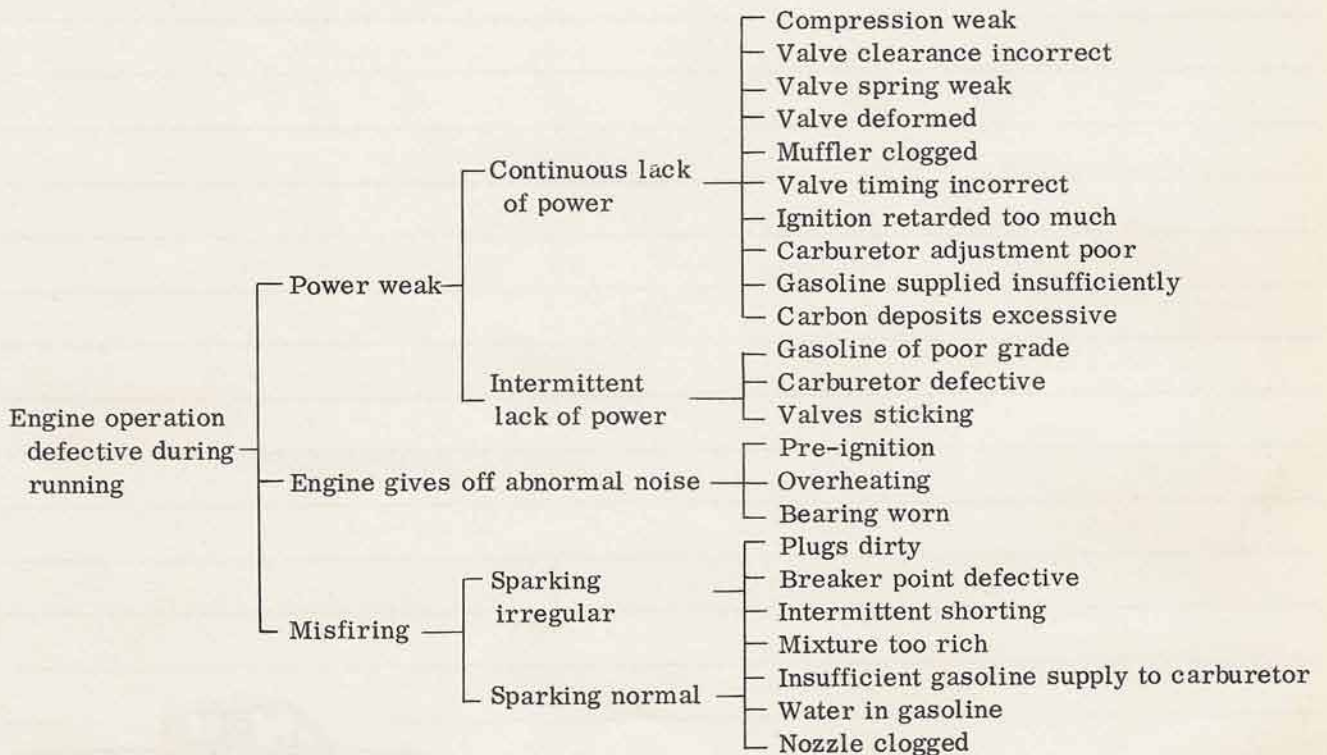 Engine operation
defective during
running
Power weak
Continuous lack
of power
Compression weak
Valve clearance incorrect
Valve spring weak
Valve deformed
Muffler clogged
Valve timing incorrect
Ignition retarded too much
Carburetor adjustment poor
Gasoline supplied insufficiently
Carbon deposits excessive
Intermittent
lack of power
Gasoline of poor grade
Carburetor defective
Valves sticking
Engine gives off abnormal noise
Pre-ignition
Overheating
Bearing worn
Misfiring
Sparking
irregular
Plugs dirty
Breaker point defective
Intermittent shorting
Mixture too rich
Sparking normal
Insufficient gasoline supply to carburetor
Water in gasoline
Nozzle clogged